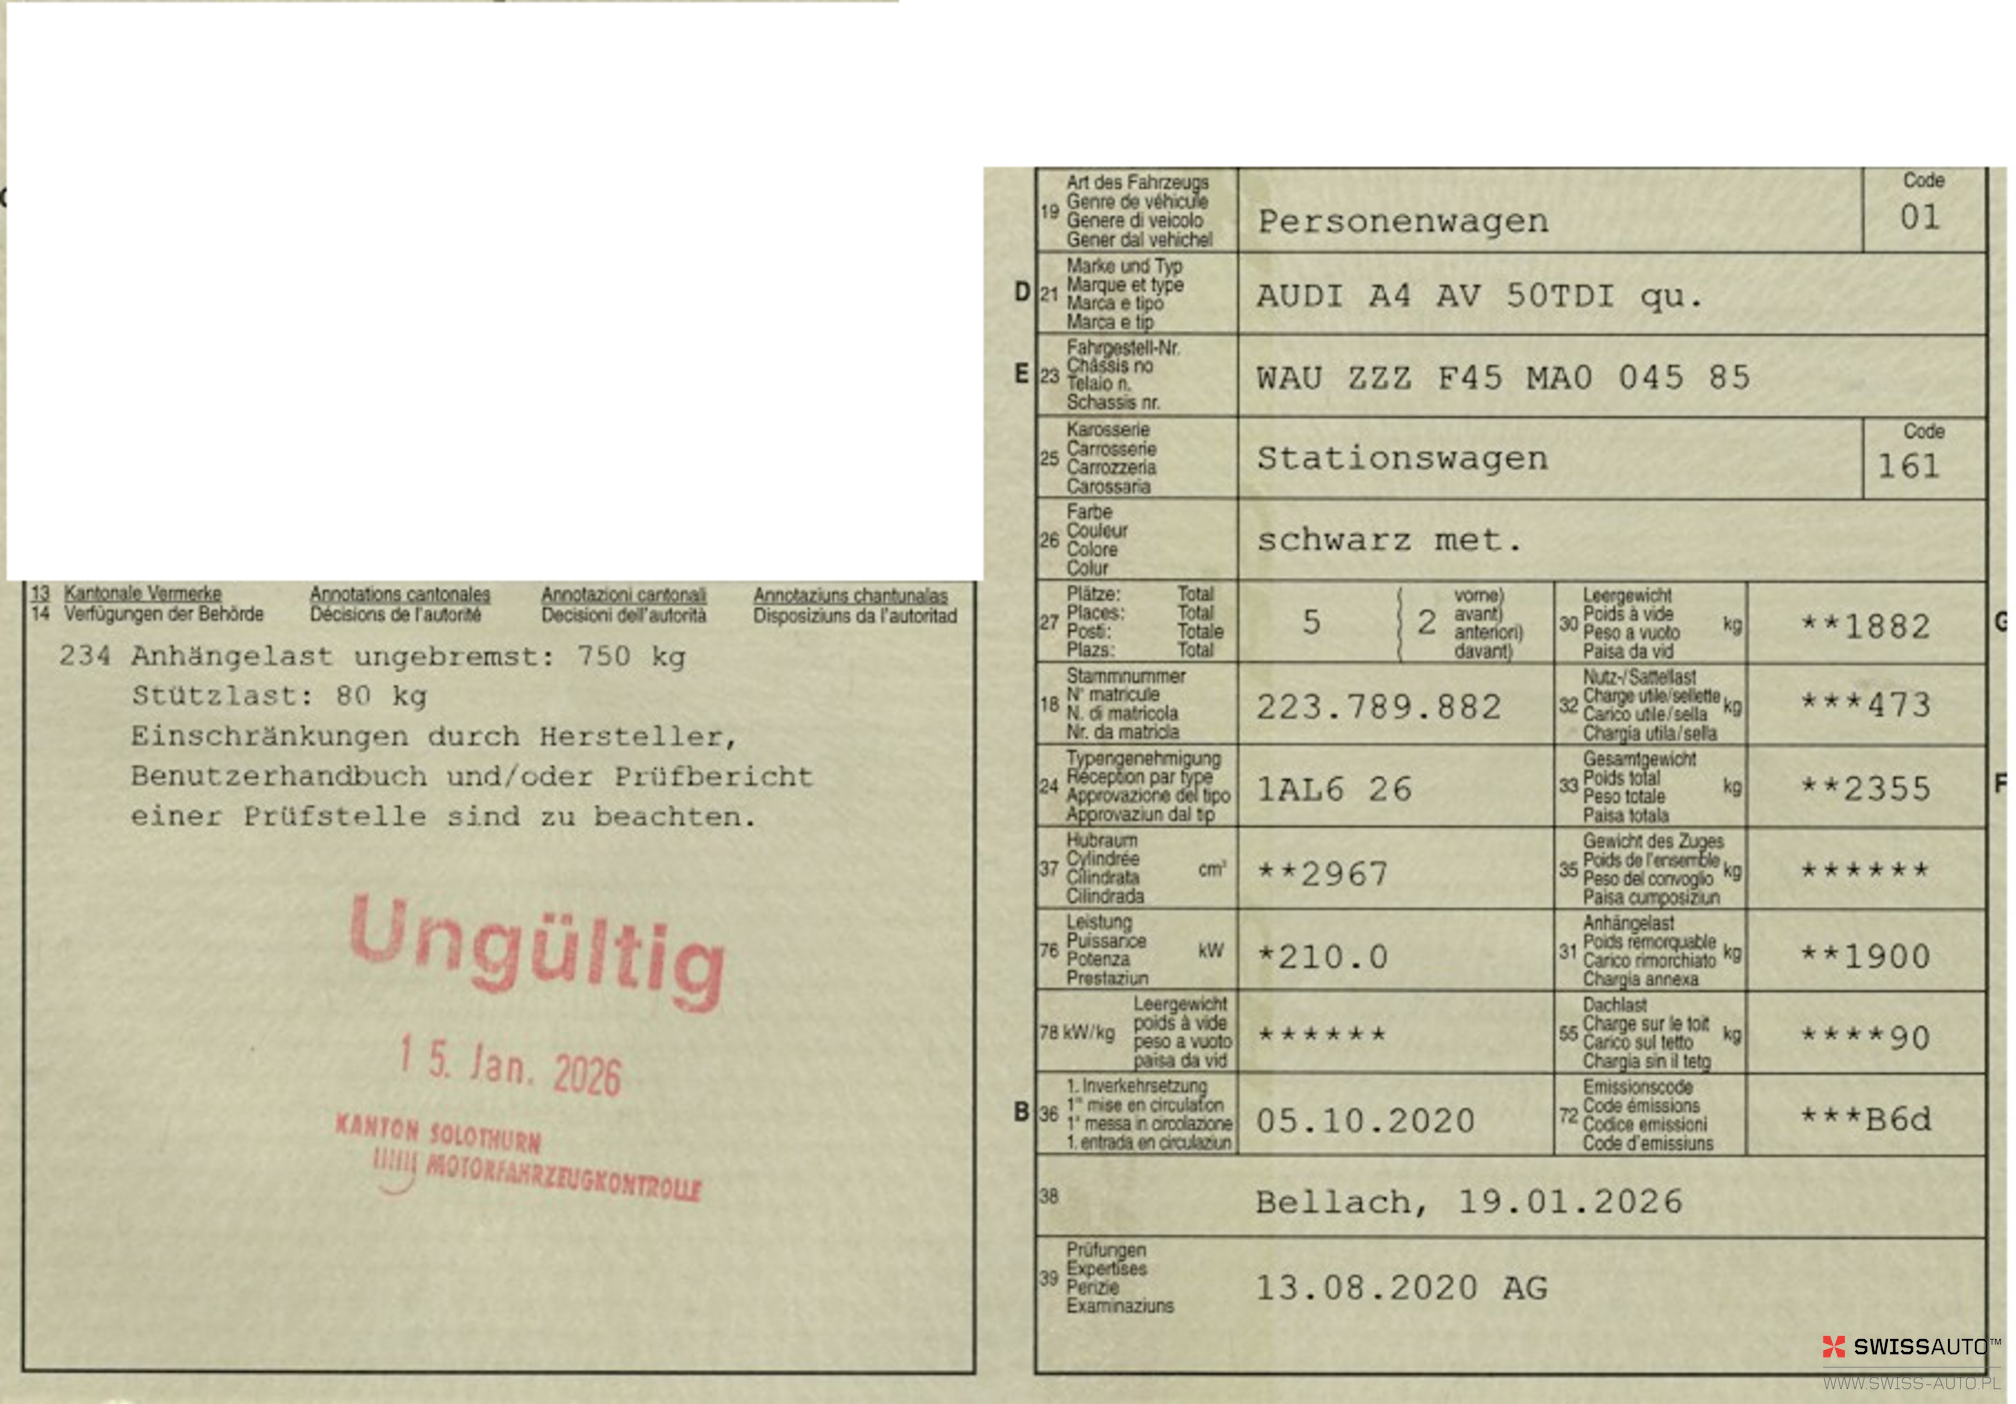 13 Kantonale Vermerke Annotations cantonales Annotazioni cantonali Annotaziuns chantunalas
14 Verfügungen der Behörde Décisions de l'autorité Decisioni dell'autorità Disposiziuns da l'autoritad
234 Anhängelast ungebremst: 750 kg
Stützlast: 80 kg
Einschränkungen durch Hersteller,
Benutzerhandbuch und/oder Prüfbericht
einer Prüfstelle sind zu beachten.
Ungültig
15. Jan. 2026
KANTON SOLOTHURN
MOTORFAHRZEUGKONTROLLE
19
Art des Fahrzeugs
Genre de véhicule
Genere di veicolo
Gener dal vehichel
Personenwagen
Code
01
D 21
Marke und Typ
Marque et type
Marca e tipo
Marca e tip
AUDI A4 AV 50TDI qu.
E 23
Fahrgestell-Nr.
Châssis no
Telaio n.
Schassis nr.
WAU ZZZ F45 MA0 045 85
25
Karosserie
Carrosserie
Carrozzeria
Carossaria
Stationswagen
Code
161
26
Farbe
Couleur
Colore
Colur
schwarz met.
27
Plätze: Total
Places: Total
Posti: Totale
Plazs: Total
5 ( 2
vorne)
avant)
anteriori)
davant)
30
Leergewicht
Poids à vide
Peso a vuoto
Paisa da vid
kg
**1882
G
18
Stammnummer
N° matricule
N. di matricola
Nr. da matricla
223.789.882
32
Nutz-/Sattellast
Charge utile/sellette
Carico utile/sella
Chargia utila/sella
kg
***473
24
Typengenehmigung
Réception par type
Approvazione del tipo
Approvaziun dal tip
1AL6 26
33
Gesamtgewicht
Poids total
Peso totale
Paisa totala
kg
**2355
F
37
Hubraum
Cylindrée
Cilindrata
Cilindrada
cm³
**2967
35
Gewicht des Zuges
Poids de l'ensemble
Peso del convoglio
Paisa cumposiziun
kg
******
76
Leistung
Puissance
Potenza
Prestaziun
kW
*210.0
31
Anhängelast
Poids remorquable
Carico rimorchiato
Chargia annexa
kg
**1900
78 kW/kg
Leergewicht
poids à vide
peso a vuoto
paisa da vid
******
55
Dachlast
Charge sur le toit
Carico sul tetto
Chargia sin il tetg
kg
****90
B 36
1. Inverkehrsetzung
1re mise en circulation
1a messa in circolazione
1. entrada en circulaziun
05.10.2020
72
Emissionscode
Code émissions
Codice emissioni
Code d'emissiuns
***B6d
38
Bellach, 19.01.2026
39
Prüfungen
Expertises
Perizie
Examinaziuns
13.08.2020 AG
SWISSAUTO™
WWW.SWISS-AUTO.PL